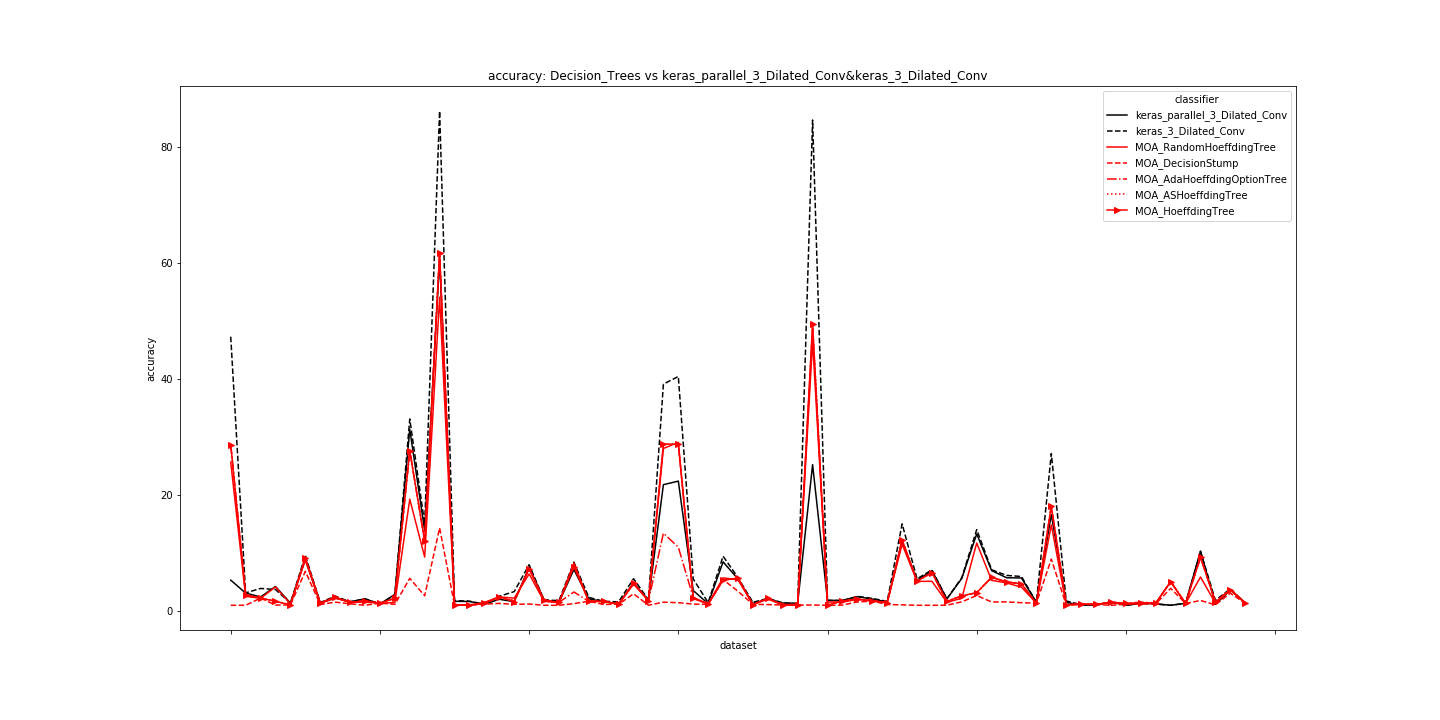 accuracy: Decision_Trees vs keras_parallel_3_Dilated_Conv&keras_3_Dilated_Conv
classifier
keras_parallel_3_Dilated_Conv
keras_3_Dilated_Conv
MOA_RandomHoeffdingTree
MOA_DecisionStump
MOA_AdaHoeffdingOptionTree
MOA_ASHoeffdingTree
MOA_HoeffdingTree
80
60
40
20
0
accuracy
dataset